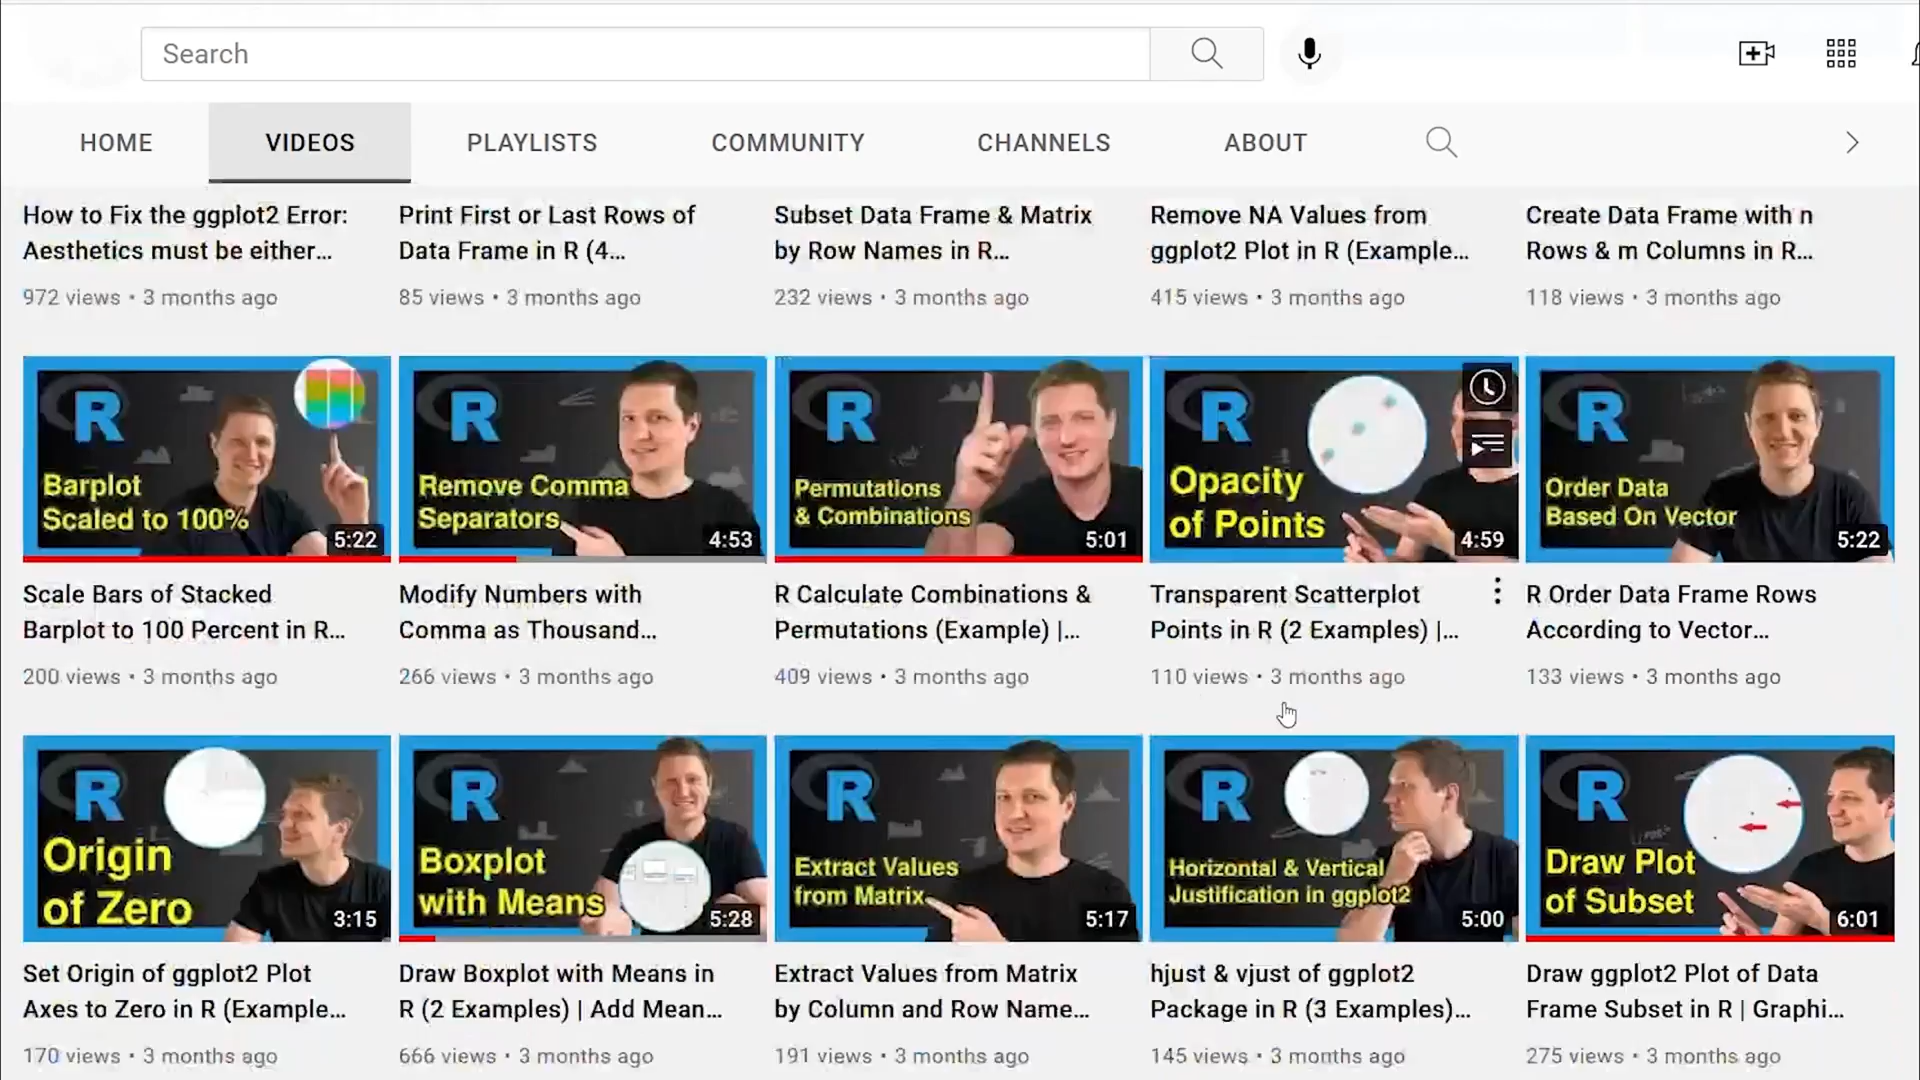 Search
HOME
VIDEOS
PLAYLISTS
COMMUNITY
CHANNELS
ABOUT
How to Fix the ggplot2 Error:
Aesthetics must be either...
972 views • 3 months ago
Print First or Last Rows of
Data Frame in R (4...
85 views • 3 months ago
Subset Data Frame & Matrix
by Row Names in R...
232 views • 3 months ago
Remove NA Values from
ggplot2 Plot in R (Example...
415 views • 3 months ago
Create Data Frame with n
Rows & m Columns in R...
118 views • 3 months ago
R
Barplot
Scaled to 100%
5:22
Scale Bars of Stacked
Barplot to 100 Percent in R...
200 views • 3 months ago
R
Remove Comma
Separators
4:53
Modify Numbers with
Comma as Thousand...
266 views • 3 months ago
R
Permutations
& Combinations
5:01
R Calculate Combinations &
Permutations (Example) |...
409 views • 3 months ago
R
Opacity
of Points
4:59
Transparent Scatterplot
Points in R (2 Examples) |...
110 views • 3 months ago
R
Order Data
Based On Vector
5:22
R Order Data Frame Rows
According to Vector...
133 views • 3 months ago
R
Origin
of Zero
3:15
Set Origin of ggplot2 Plot
Axes to Zero in R (Example...
170 views • 3 months ago
R
Boxplot
with Means
5:28
Draw Boxplot with Means in
R (2 Examples) | Add Mean...
666 views • 3 months ago
R
Extract Values
from Matrix
5:17
Extract Values from Matrix
by Column and Row Name...
191 views • 3 months ago
R
Horizontal & Vertical
Justification in ggplot2
5:00
hjust & vjust of ggplot2
Package in R (3 Examples)...
145 views • 3 months ago
R
Draw Plot
of Subset
6:01
Draw ggplot2 Plot of Data
Frame Subset in R | Graphi...
275 views • 3 months ago